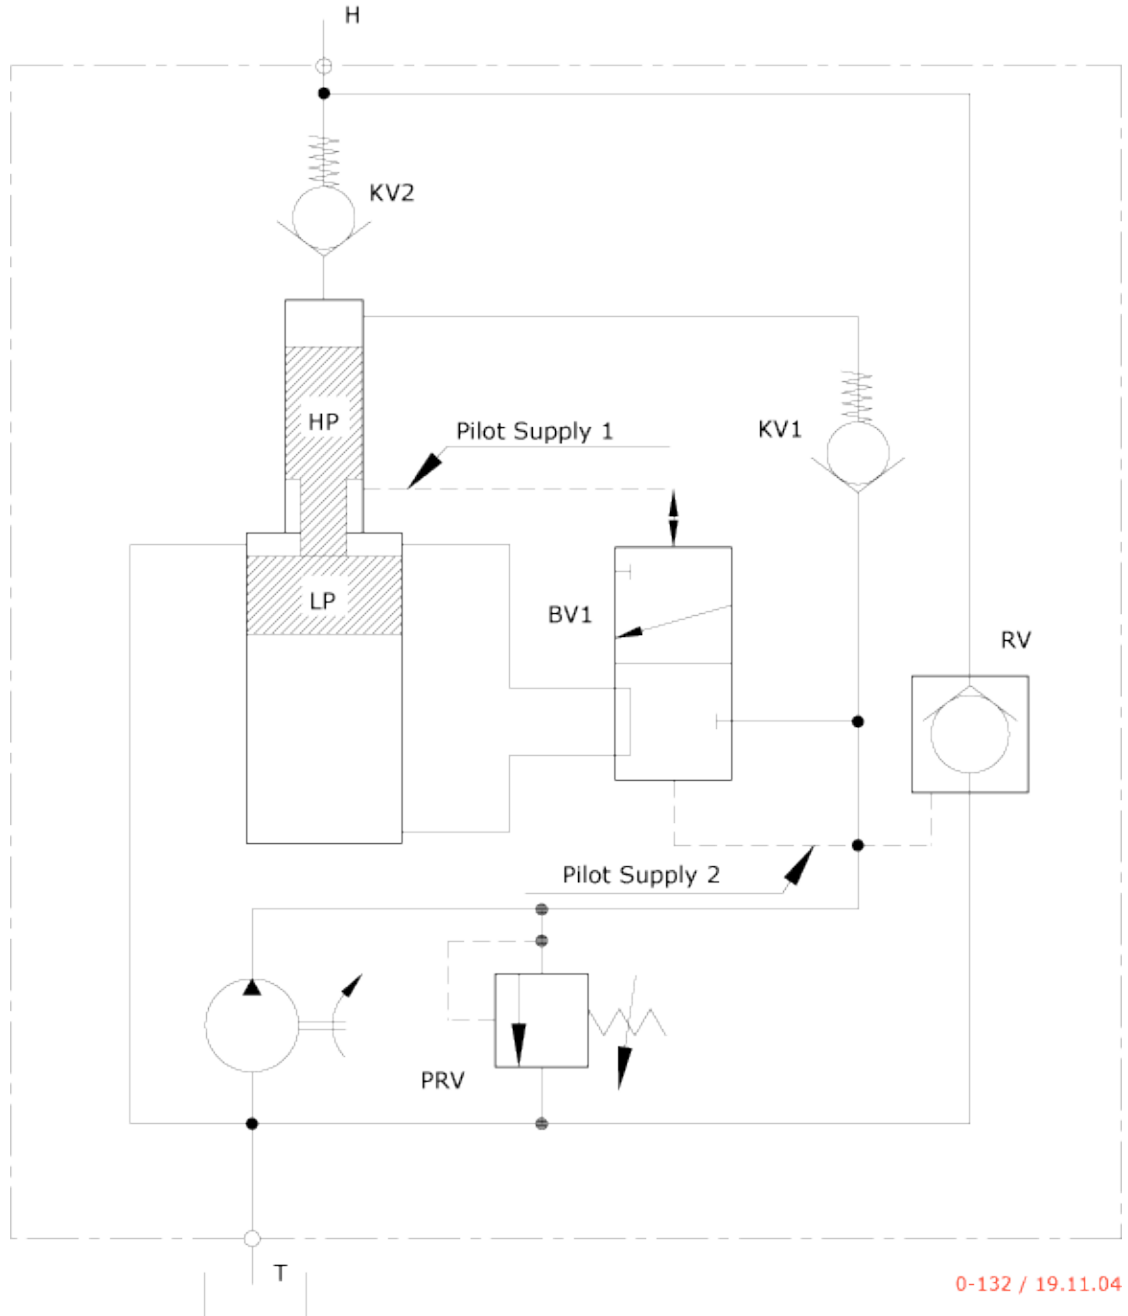 H
KV2
HP
Pilot Supply 1
KV1
LP
BV1
RV
Pilot Supply 2
PRV
T
0-132 / 19.11.04